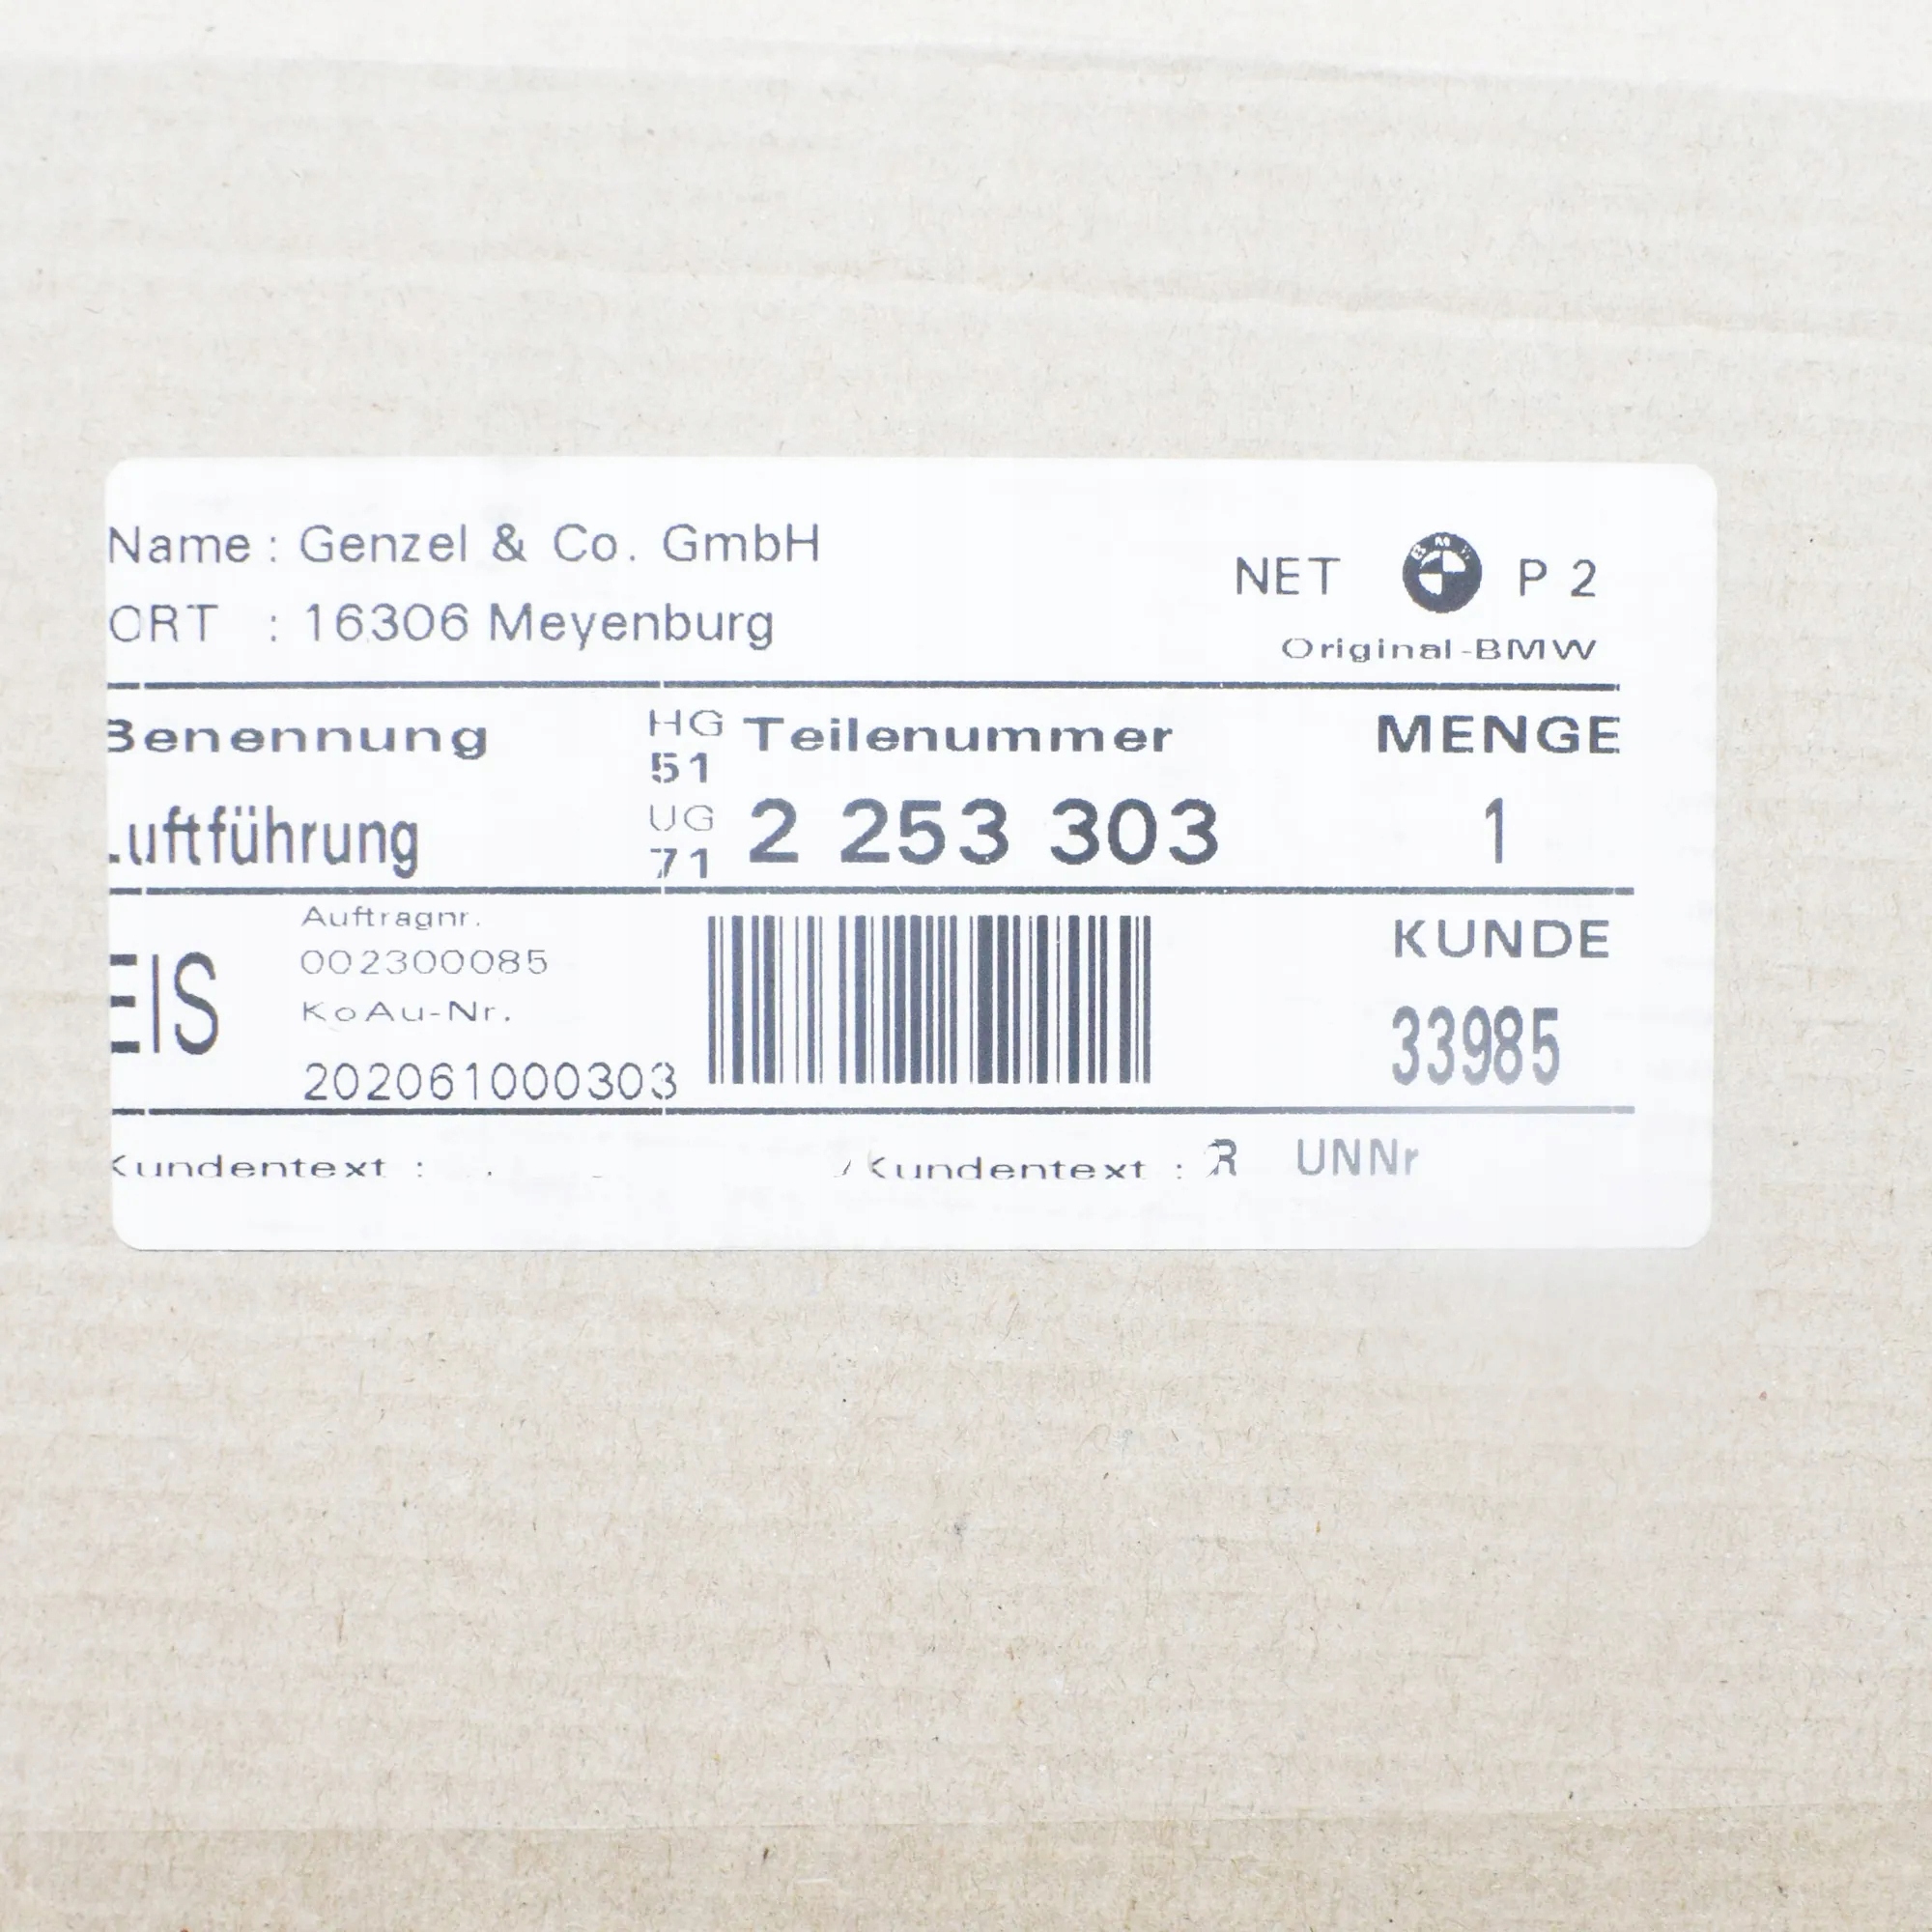 Name : Genzel & Co. GmbH
ORT : 16306 Meyenburg
NET BMW P 2
Original-BMW
Benennung HG Teilenummer MENGE
51
Luftführung UG 2 253 303 1
71
EIS Auftragnr. KUNDE
002300085
KoAu-Nr. 33985
202061000303
Kundentext : / Kundentext : R UNNr